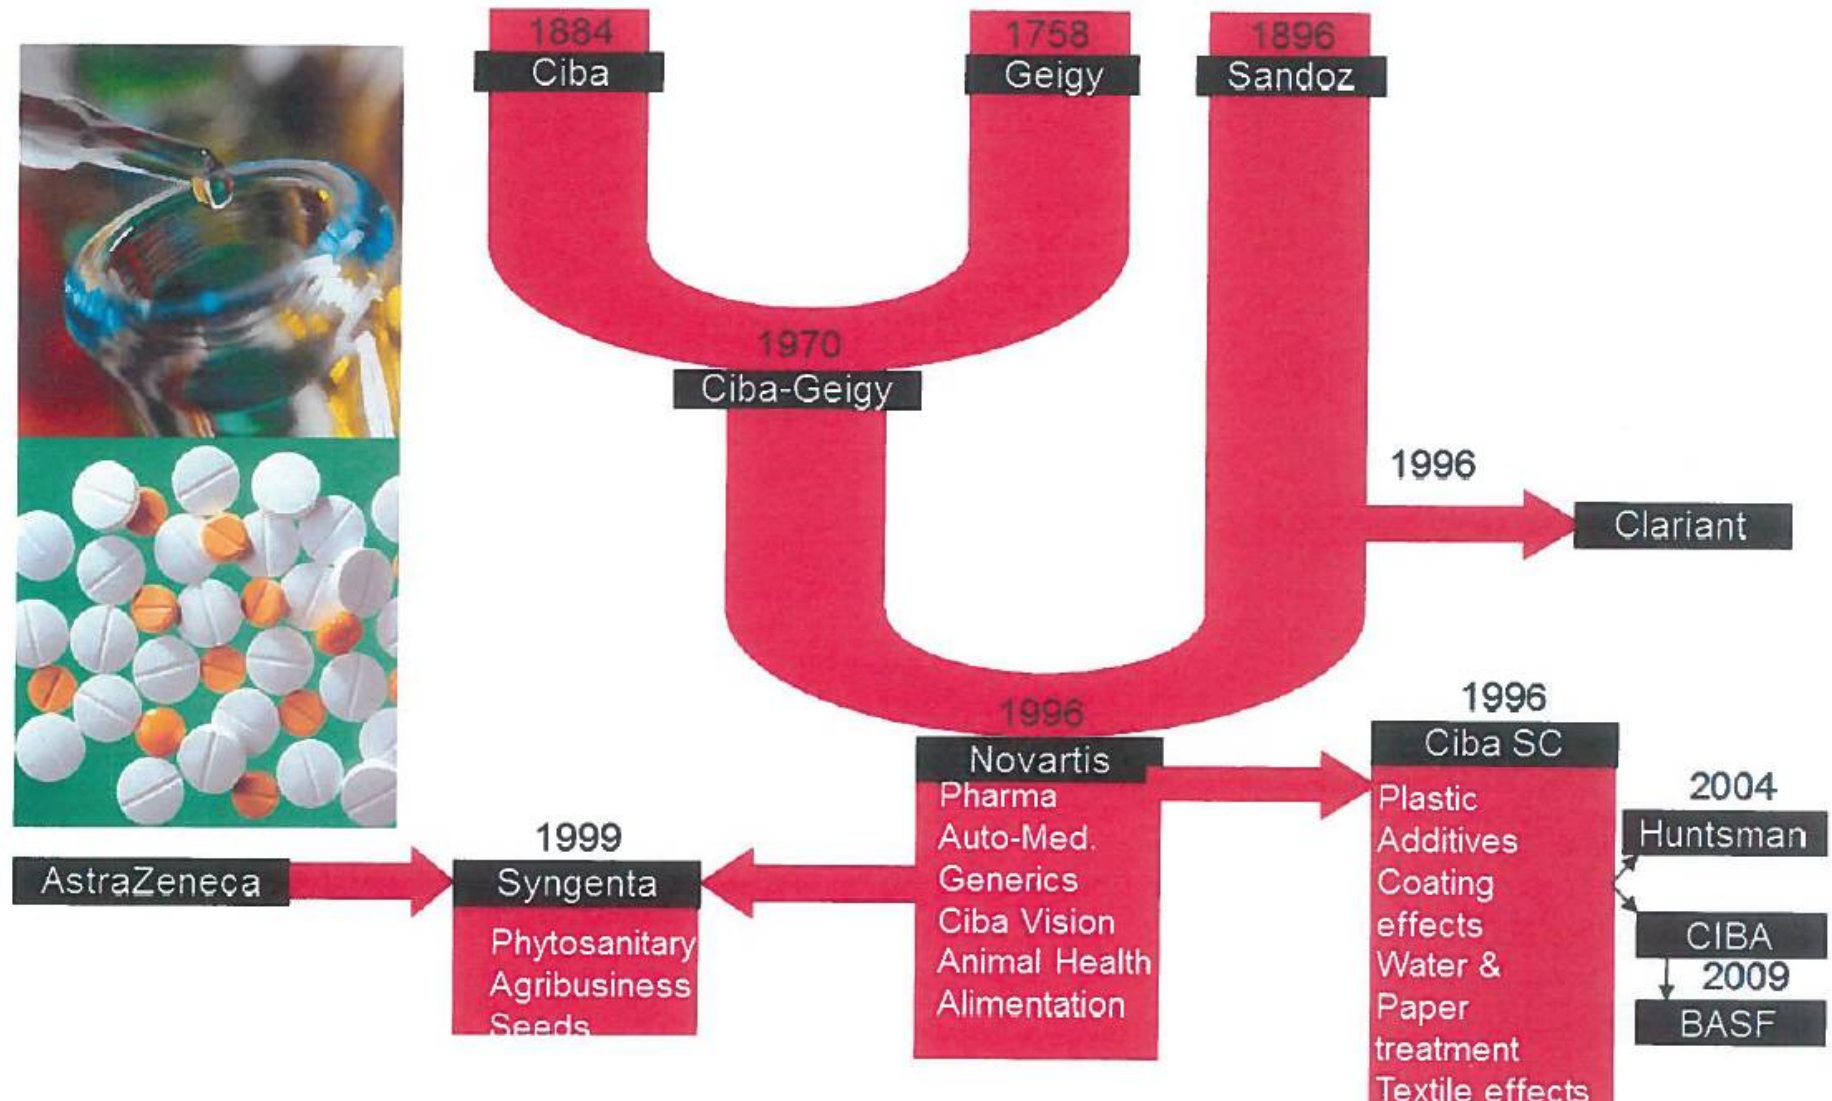 1884
Ciba
1758
Geigy
1896
Sandoz
1970
Ciba-Geigy
1996
Clariant
1996
Novartis
Pharma
Auto-Med.
Generics
Ciba Vision
Animal Health
Alimentation
1996
Ciba SC
Plastic
Additives
Coating
effects
Water &
Paper
treatment
Textile effects
2004
Huntsman
CIBA
2009
BASF
AstraZeneca
1999
Syngenta
Phytosanitary
Agribusiness
Seeds